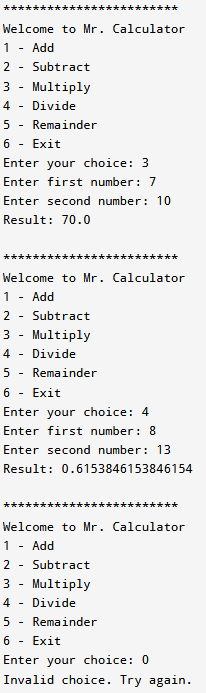 ************************
Welcome to Mr. Calculator
1 - Add
2 - Subtract
3 - Multiply
4 - Divide
5 - Remainder
6 - Exit
Enter your choice: 3
Enter first number: 7
Enter second number: 10
Result: 70.0

************************
Welcome to Mr. Calculator
1 - Add
2 - Subtract
3 - Multiply
4 - Divide
5 - Remainder
6 - Exit
Enter your choice: 4
Enter first number: 8
Enter second number: 13
Result: 0.6153846153846154

************************
Welcome to Mr. Calculator
1 - Add
2 - Subtract
3 - Multiply
4 - Divide
5 - Remainder
6 - Exit
Enter your choice: 0
Invalid choice. Try again.